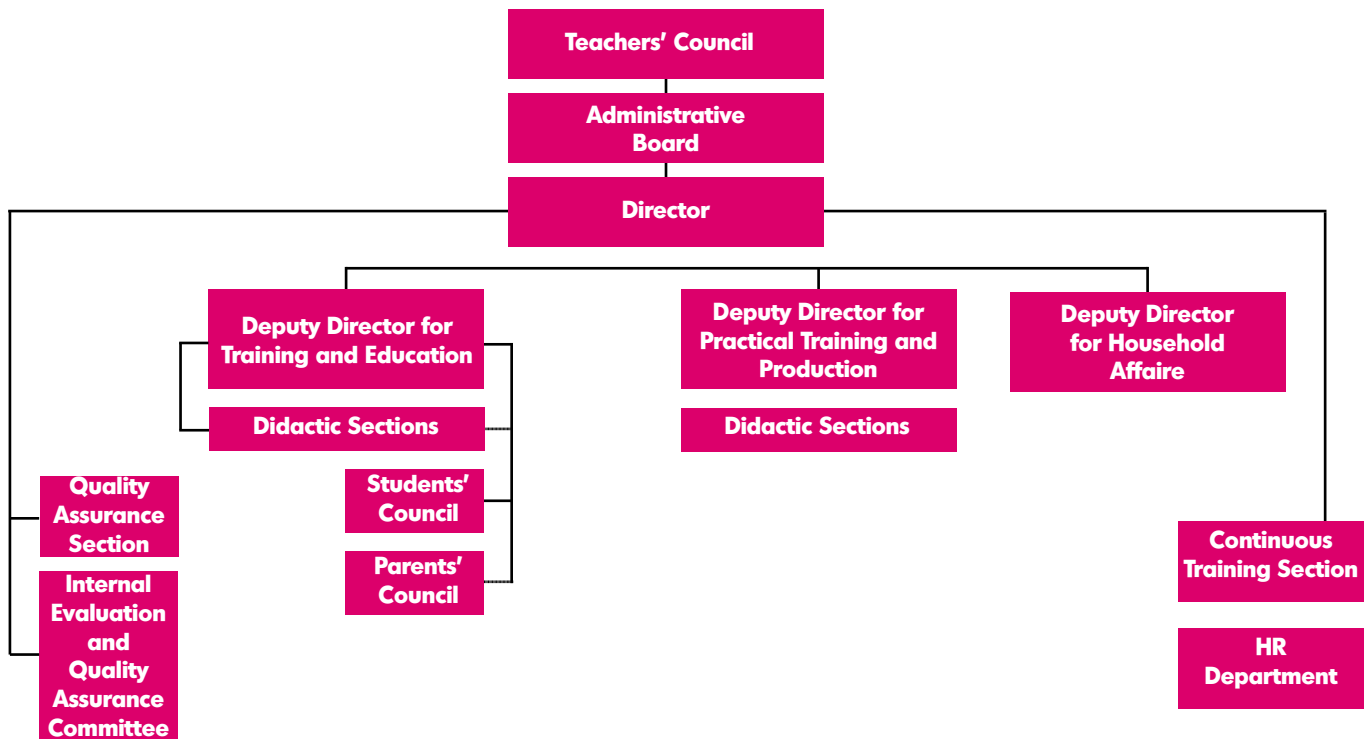 Teachers' Council
Administrative
Board
Director
Deputy Director for
Training and Education
Deputy Director for
Practical Training and
Production
Deputy Director
for Household
Affaire
Didactic Sections
Didactic Sections
Quality
Assurance
Section
Students'
Council
Parents'
Council
Continuous
Training Section
Internal
Evaluation
and
Quality
Assurance
Committee
HR
Department